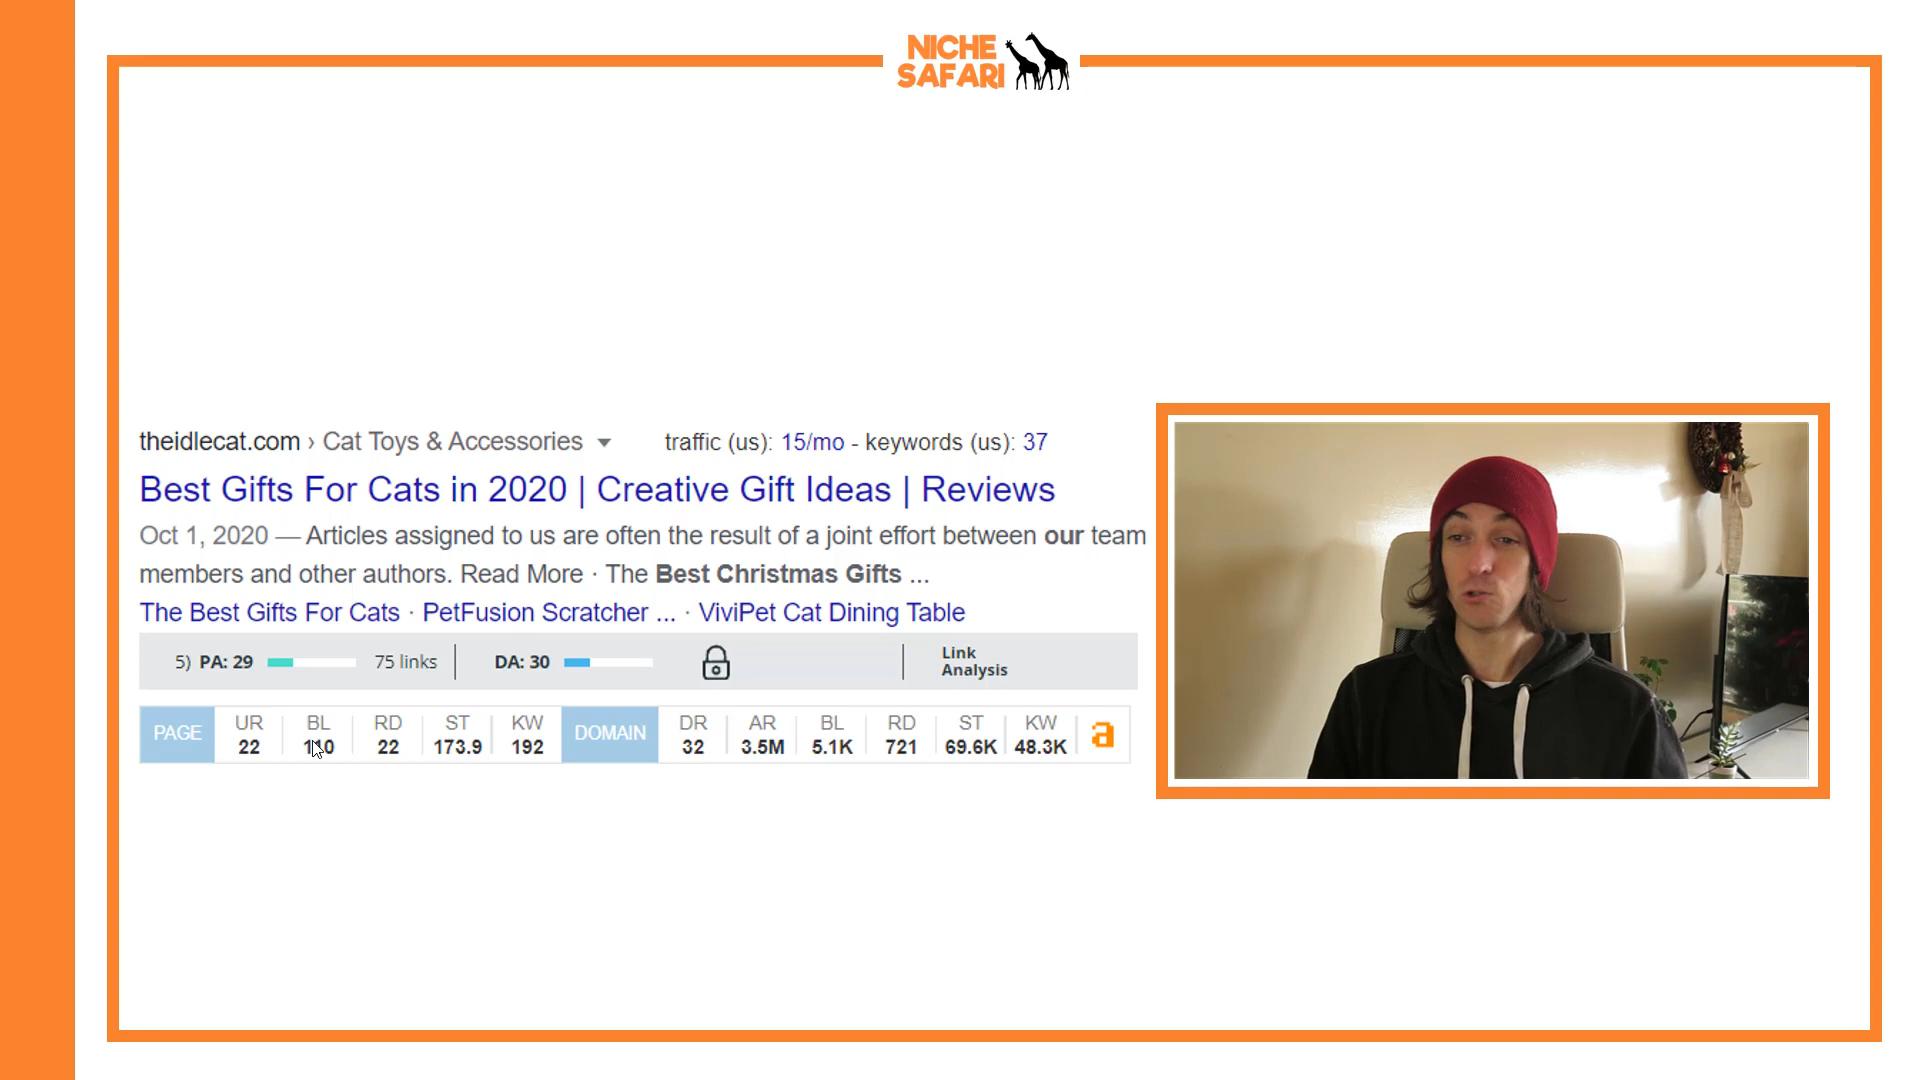 NICHE
SAFARI
theidlecat.com › Cat Toys & Accessories traffic (us): 15/mo - keywords (us): 37
Best Gifts For Cats in 2020 | Creative Gift Ideas | Reviews
Oct 1, 2020 — Articles assigned to us are often the result of a joint effort between our team
members and other authors. Read More · The Best Christmas Gifts ...
The Best Gifts For Cats · PetFusion Scratcher ... · ViviPet Cat Dining Table
5) PA: 29 75 links DA: 30 Link
Analysis
PAGE UR BL RD ST KW DOMAIN DR AR BL RD ST KW a
22 22 173.9 192 32 3.5M 5.1K 721 69.6K 48.3K